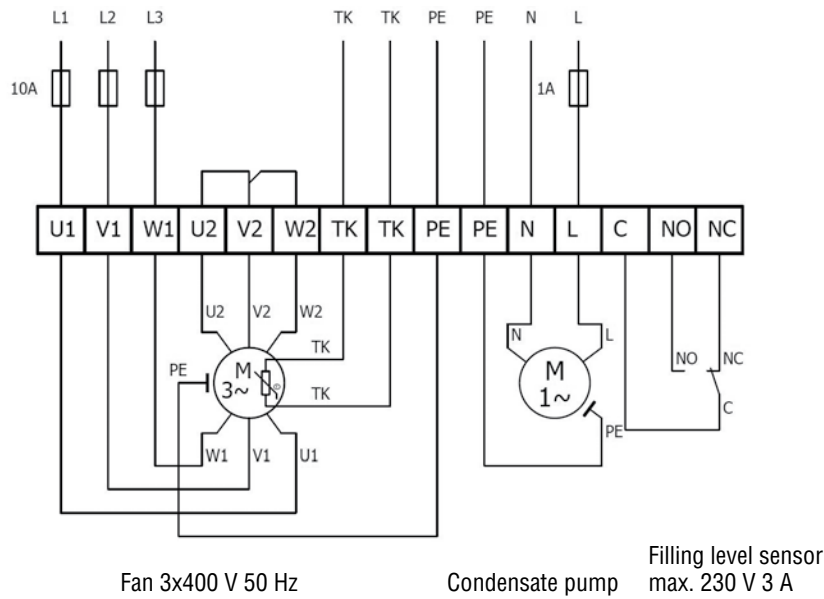 L1 L2 L3 TK TK PE PE N L
10A 1A
U1 V1 W1 U2 V2 W2 TK TK PE PE N L C NO NC
U2 V2 W2
TK
N L
PE M
3~
TK
M
1~
NO NC
C
PE
W1 V1 U1
Fan 3x400 V 50 Hz
Condensate pump
Filling level sensor
max. 230 V 3 A